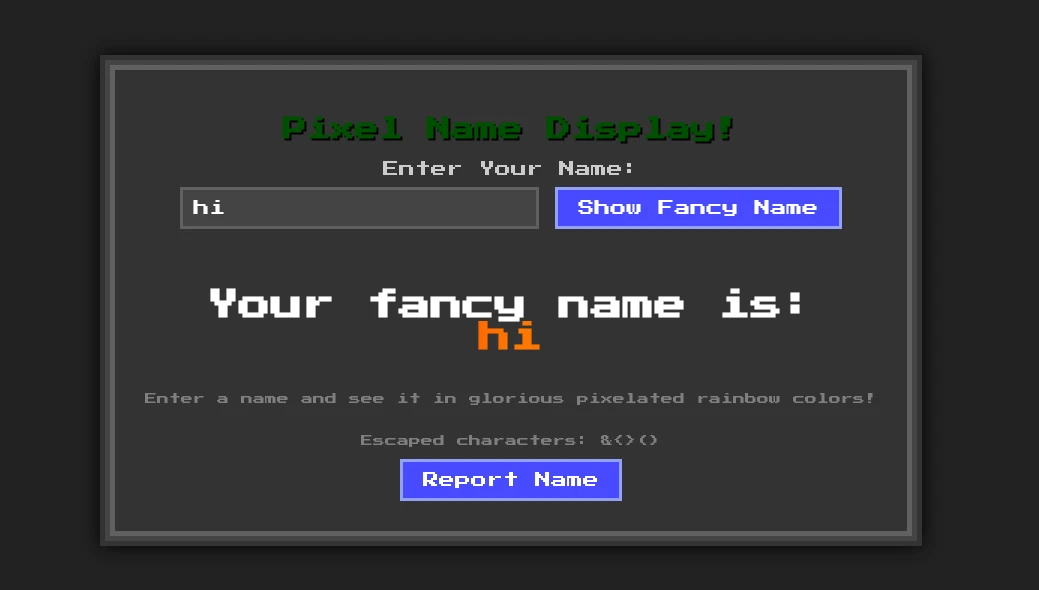 Pixel Name Display!
Enter Your Name:
hi
Show Fancy Name
Your fancy name is:
hi
Enter a name and see it in glorious pixelated rainbow colors!
Escaped characters: &<>()
Report Name